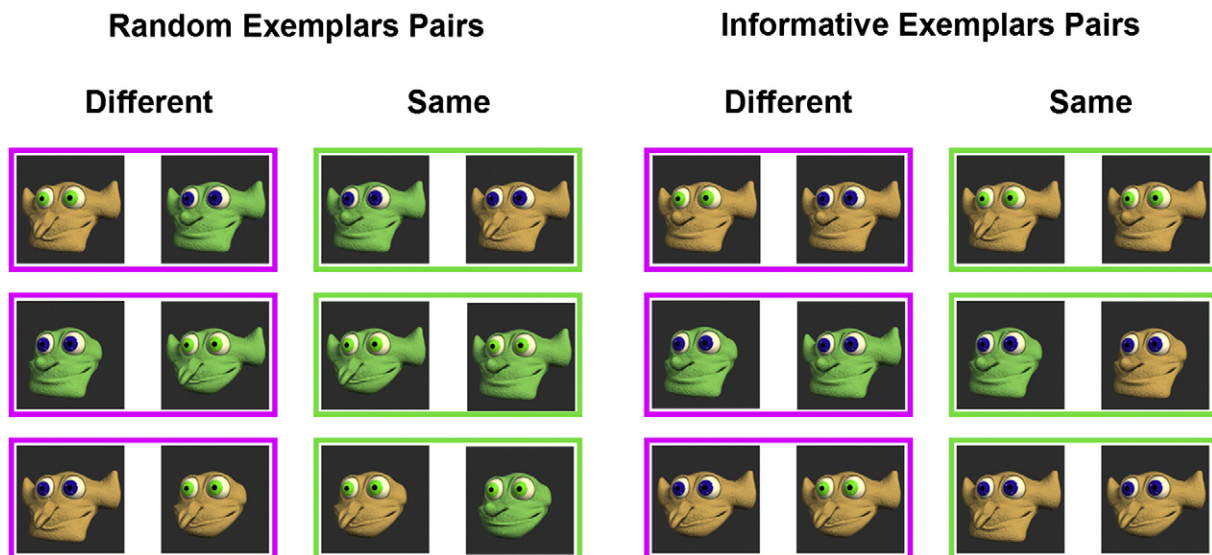 Random Exemplars Pairs
Informative Exemplars Pairs
Different
Same
Different
Same